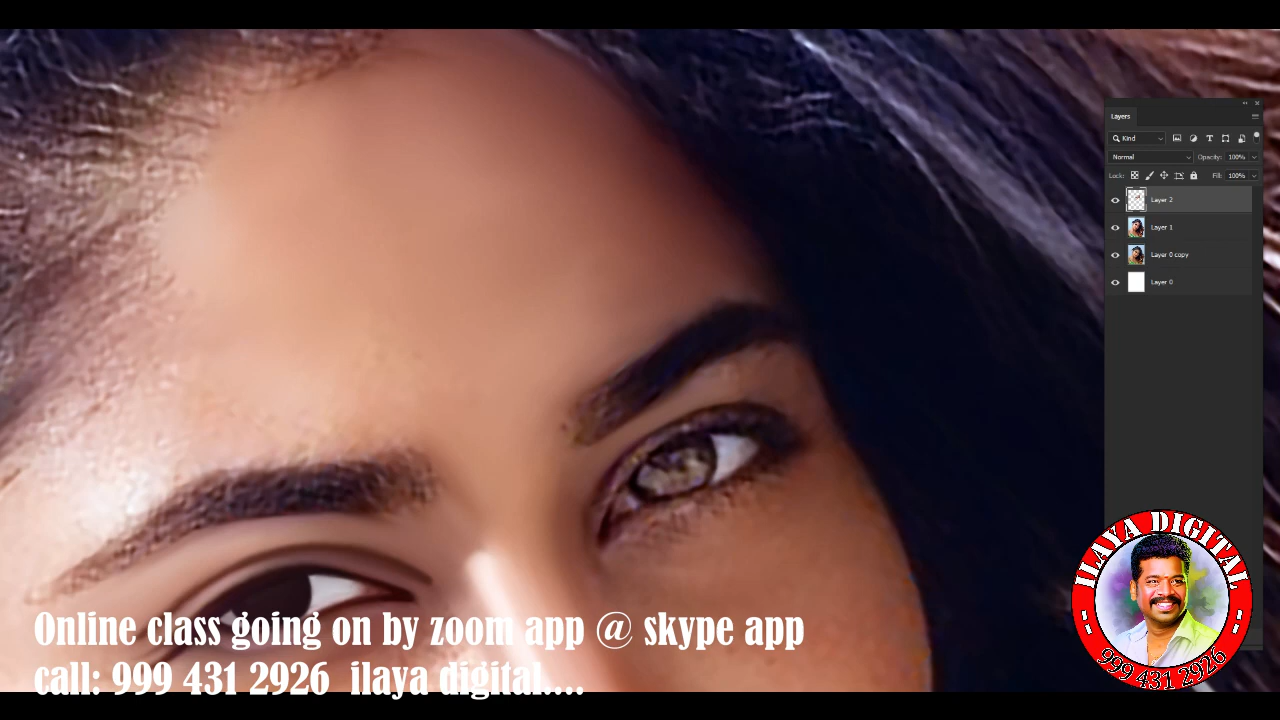 Layers
Kind
Normal Opacity: 100%
Lock: Fill: 100%
Layer 2
Layer 1
Layer 0 copy
Layer 0
ILAYA DIGITAL
999 431 2926
Online class going on by zoom app @ skype app
call: 999 431 2926 ilaya digital....